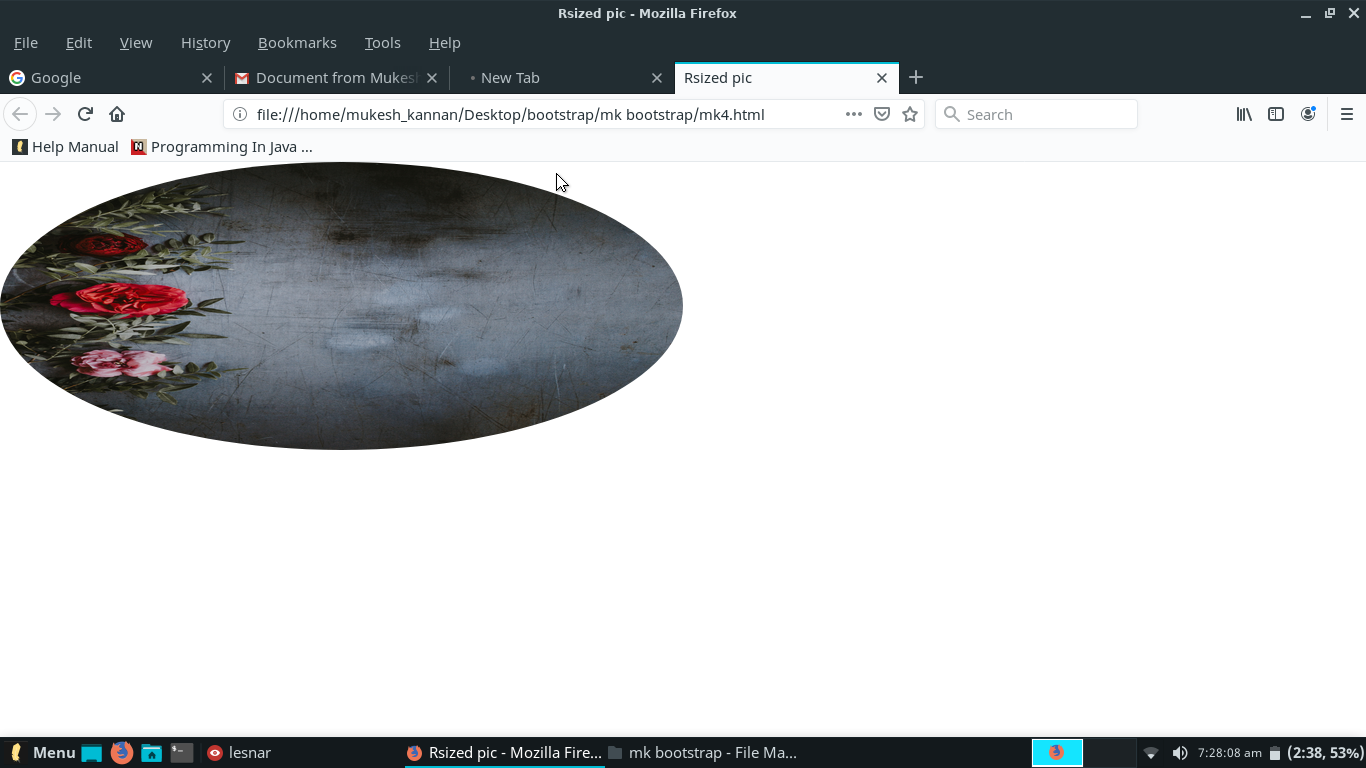 Rsized pic - Mozilla Firefox
File Edit View History Bookmarks Tools Help
Google Document from Mukesh New Tab Rsized pic
file:///home/mukesh_kannan/Desktop/bootstrap/mk bootstrap/mk4.html Search
Help Manual Programming In Java ...
Menu lesnar Rsized pic - Mozilla Fire... mk bootstrap - File Ma... 7:28:08 am (2:38, 53%)